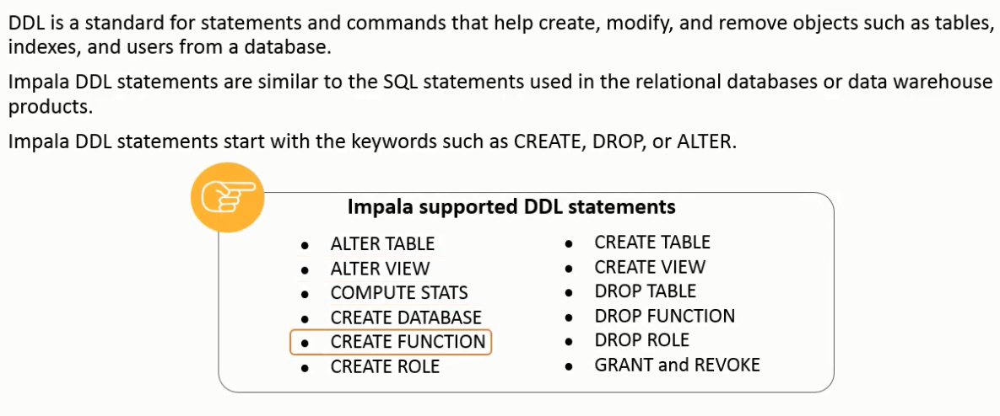 DDL is a standard for statements and commands that help create, modify, and remove objects such as tables,
indexes, and users from a database.
Impala DDL statements are similar to the SQL statements used in the relational databases or data warehouse
products.
Impala DDL statements start with the keywords such as CREATE, DROP, or ALTER.
Impala supported DDL statements
• ALTER TABLE
• ALTER VIEW
• COMPUTE STATS
• CREATE DATABASE
• CREATE FUNCTION
• CREATE ROLE
• CREATE TABLE
• CREATE VIEW
• DROP TABLE
• DROP FUNCTION
• DROP ROLE
• GRANT and REVOKE